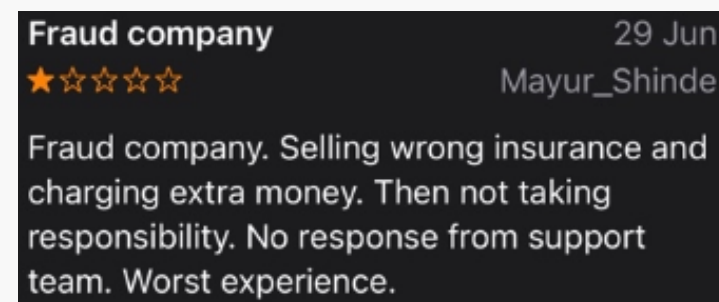 Fraud company
29 Jun
Mayur_Shinde
Fraud company. Selling wrong insurance and
charging extra money. Then not taking
responsibility. No response from support
team. Worst experience.